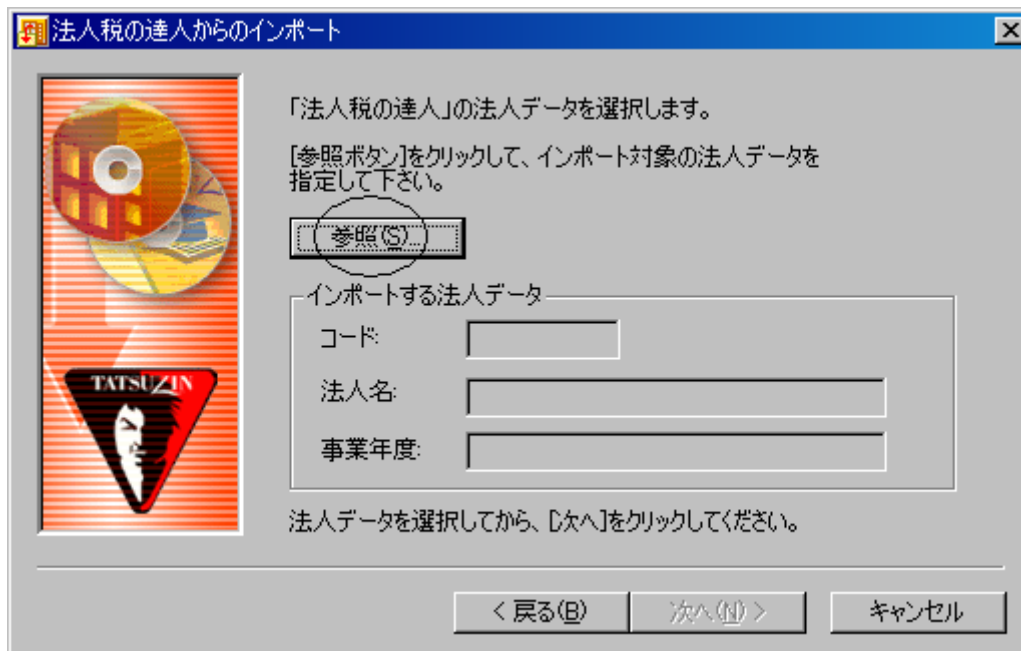 法人税の達人からのインポート
「法人税の達人」の法人データを選択します。
[参照ボタン]をクリックして、インポート対象の法人データを
指定して下さい。
参照(S)...
インポートする法人データ
コード:
法人名:
事業年度:
TATSUZIN
法人データを選択してから、[次へ]をクリックしてください。
< 戻る(B)
次へ(N) >
キャンセル